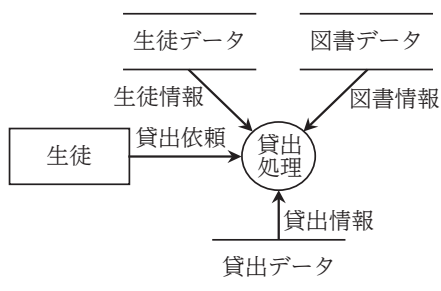 生徒データ
図書データ
生徒情報
図書情報
生徒
貸出依頼
貸出
処理
貸出情報
貸出データ